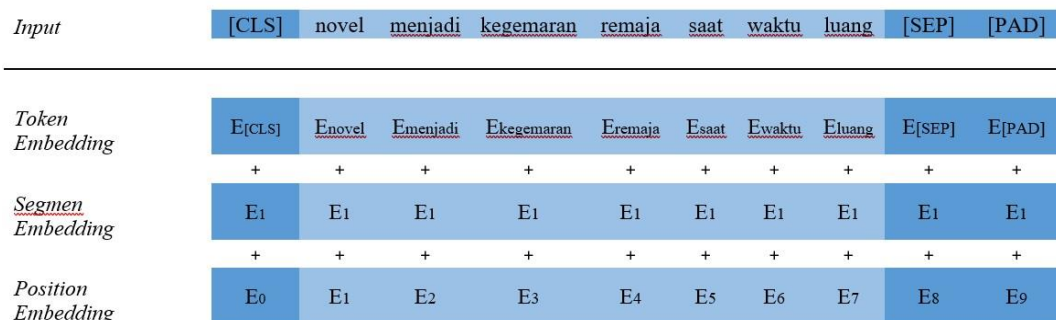 Input [CLS] novel menjadi kegemaran remaja saat waktu luang [SEP] [PAD]
Token Embedding E[CLS] Enovel Emenjadi Ekegemaran Eremaja Esaat Ewaktu Eluang E[SEP] E[PAD]
+ + + + + + + + + +
Segmen Embedding E1 E1 E1 E1 E1 E1 E1 E1 E1 E1
+ + + + + + + + + +
Position Embedding E0 E1 E2 E3 E4 E5 E6 E7 E8 E9